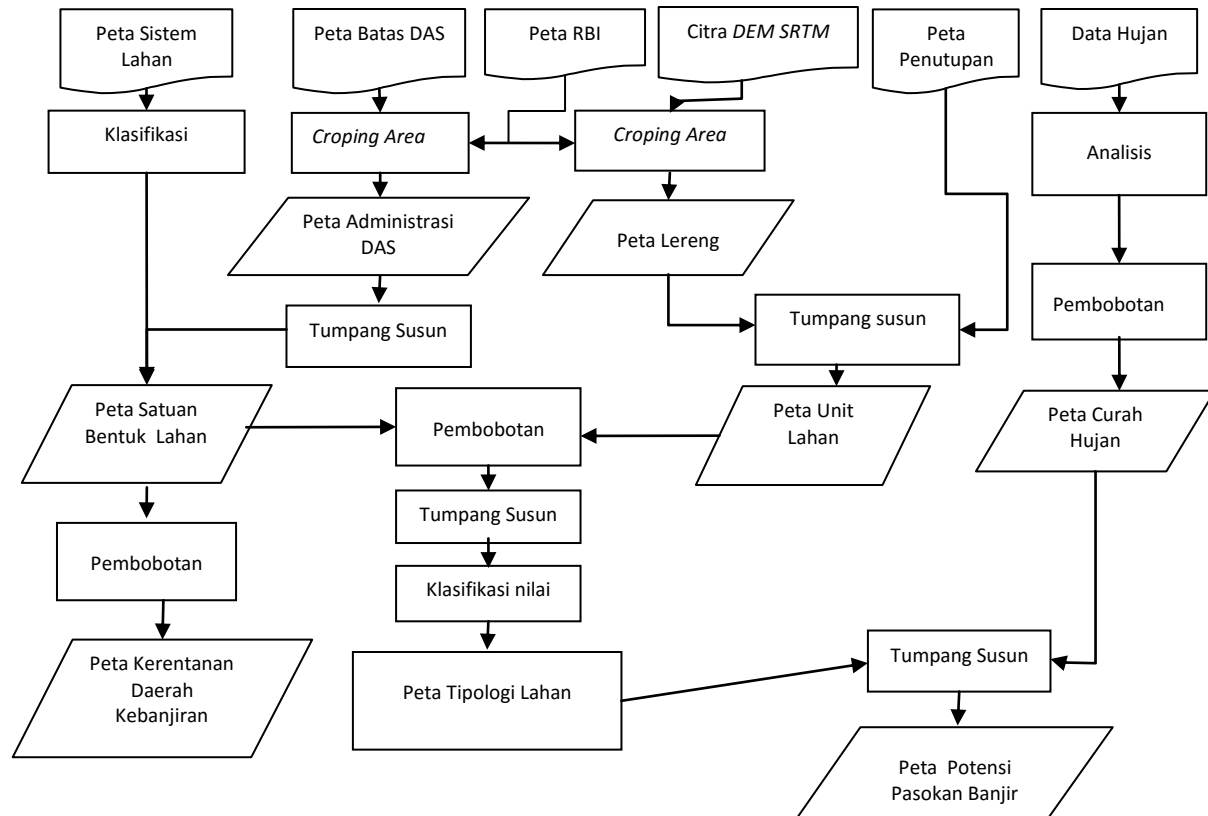 Peta Sistem
Lahan
Peta Batas DAS
Peta RBI
Citra DEM SRTM
Peta
Penutupan
Data Hujan
Klasifikasi
Croping Area
Croping Area
Analisis
Peta Administrasi
DAS
Peta Lereng
Tumpang Susun
Tumpang susun
Pembobotan
Peta Satuan
Bentuk Lahan
Pembobotan
Peta Unit
Lahan
Peta Curah
Hujan
Tumpang Susun
Pembobotan
Klasifikasi nilai
Peta Kerentanan
Daerah
Kebanjiran
Peta Tipologi Lahan
Tumpang Susun
Peta Potensi
Pasokan Banjir